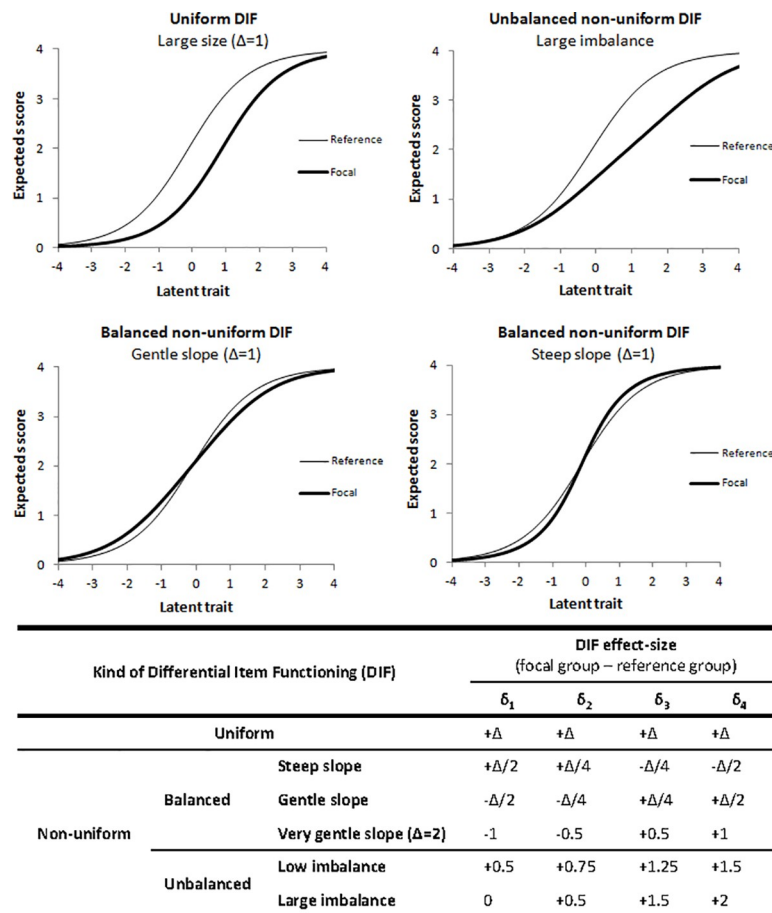 Uniform DIF
Large size (Δ=1)
Expected s score
4
3
2
1
0
-4 -3 -2 -1 0 1 2 3 4
Latent trait
Reference
Focal
Unbalanced non-uniform DIF
Large imbalance
Expected s score
4
3
2
1
0
-4 -3 -2 -1 0 1 2 3 4
Latent trait
Reference
Focal
Balanced non-uniform DIF
Gentle slope (Δ=1)
Expected s score
4
3
2
1
0
-4 -3 -2 -1 0 1 2 3 4
Latent trait
Reference
Focal
Balanced non-uniform DIF
Steep slope (Δ=1)
Expected s score
4
3
2
1
0
-4 -3 -2 -1 0 1 2 3 4
Latent trait
Reference
Focal
Kind of Differential Item Functioning (DIF)
DIF effect-size
(focal group – reference group)
δ1 δ2 δ3 δ4
Uniform +Δ +Δ +Δ +Δ
Non-uniform
Balanced
Steep slope +Δ/2 +Δ/4 -Δ/4 -Δ/2
Gentle slope -Δ/2 -Δ/4 +Δ/4 +Δ/2
Very gentle slope (Δ=2) -1 -0.5 +0.5 +1
Unbalanced
Low imbalance +0.5 +0.75 +1.25 +1.5
Large imbalance 0 +0.5 +1.5 +2